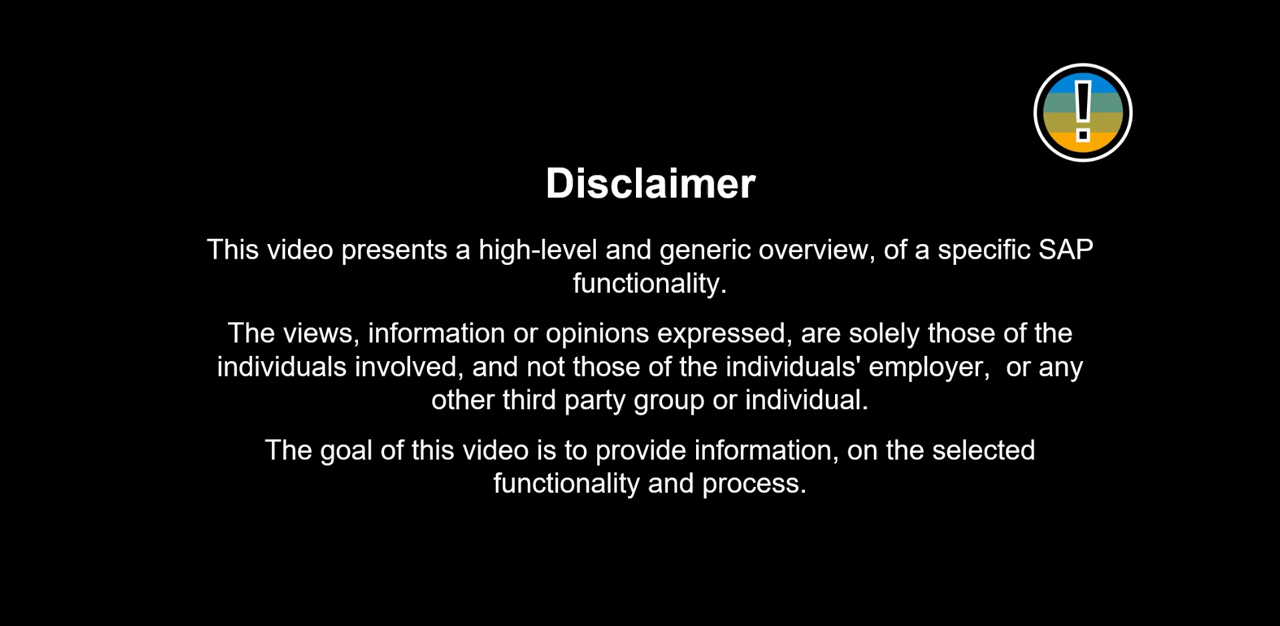 Disclaimer
This video presents a high-level and generic overview, of a specific SAP
functionality.
The views, information or opinions expressed, are solely those of the
individuals involved, and not those of the individuals' employer,  or any
other third party group or individual.
The goal of this video is to provide information, on the selected
functionality and process.